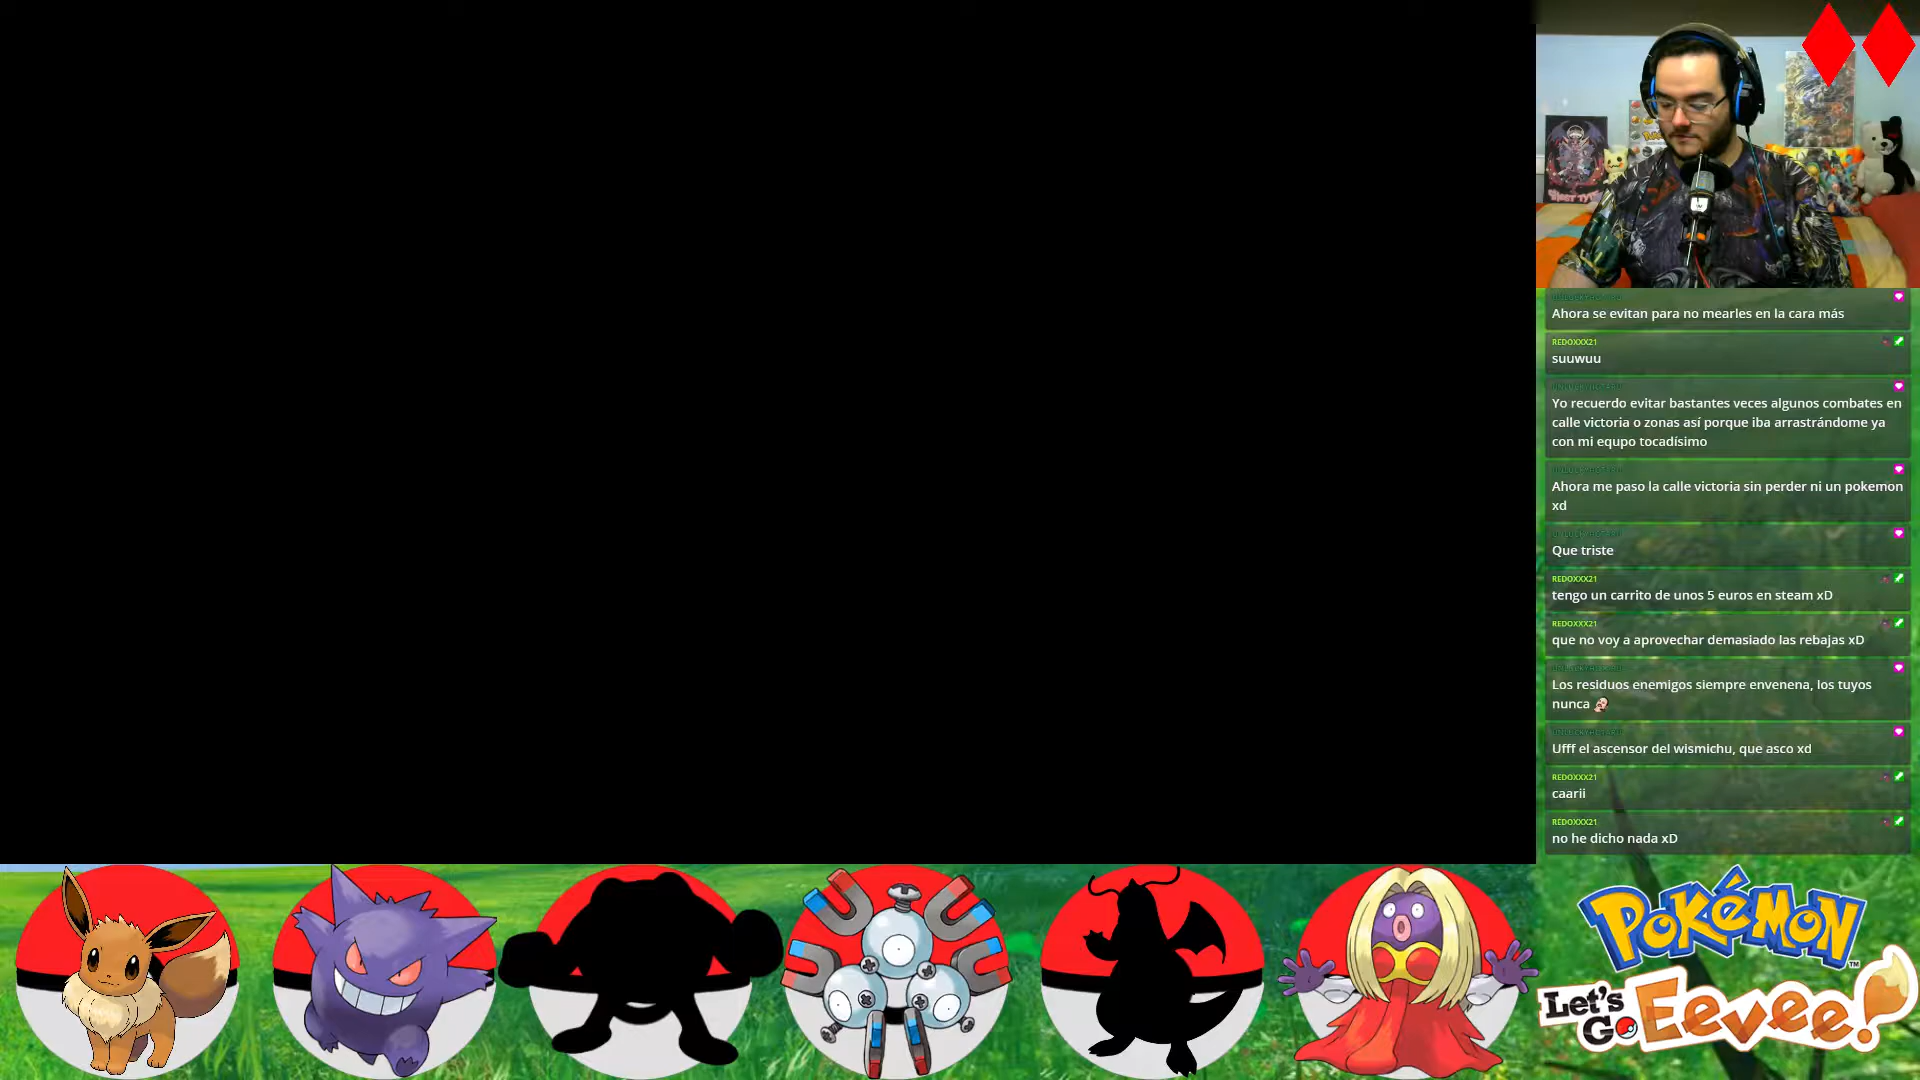 Ahora se evitan para no mearles en la cara más
REDOXXX21
suuwuu
Yo recuerdo evitar bastantes veces algunos combates en
calle victoria o zonas así porque iba arrastrándome ya
con mi equpo tocadísimo
Ahora me paso la calle victoria sin perder ni un pokemon
xd
Que triste
REDOXXX21
tengo un carrito de unos 5 euros en steam xD
REDOXXX21
que no voy a aprovechar demasiado las rebajas xD
Los residuos enemigos siempre envenena, los tuyos
nunca
Ufff el ascensor del wismichu, que asco xd
REDOXXX21
caarii
REDOXXX21
no he dicho nada xD
POKéMON
TM
Let's
Go
Eevee!